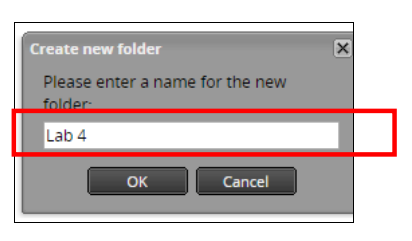 Create new folder
Please enter a name for the new
folder:
Lab 4
OK Cancel